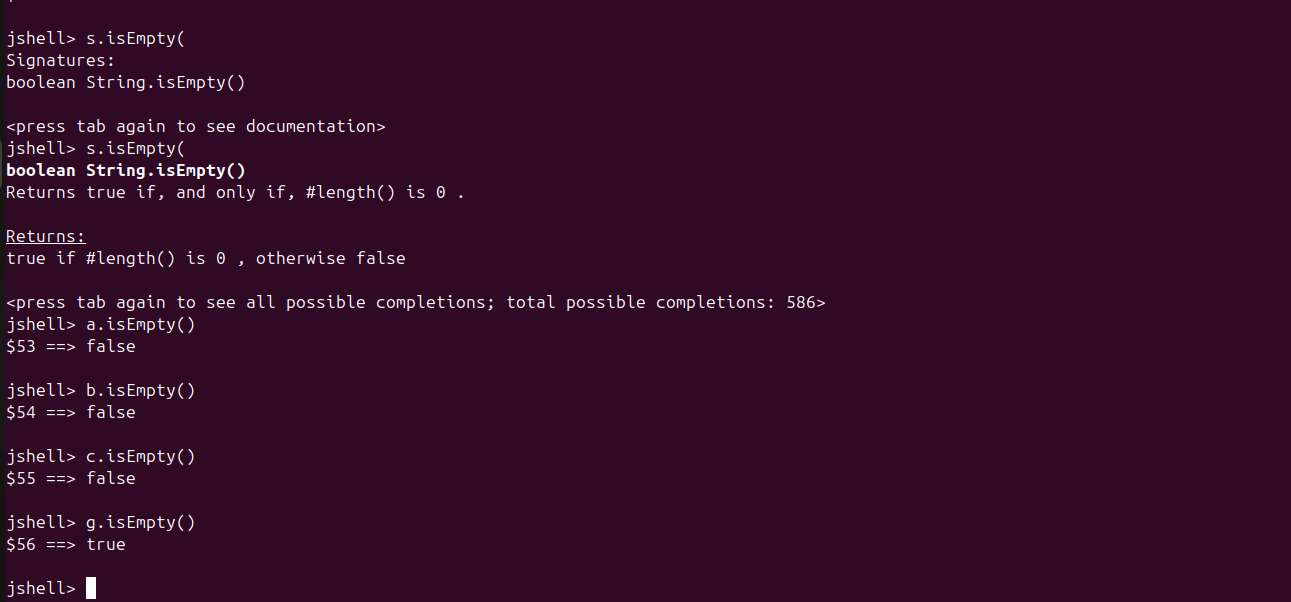 jshell> s.isEmpty(
Signatures:
boolean String.isEmpty()
<press tab again to see documentation>
jshell> s.isEmpty(
boolean String.isEmpty()
Returns true if, and only if, #length() is 0 .
Returns:
true if #length() is 0 , otherwise false
<press tab again to see all possible completions; total possible completions: 586>
jshell> a.isEmpty()
$53 ==> false
jshell> b.isEmpty()
$54 ==> false
jshell> c.isEmpty()
$55 ==> false
jshell> g.isEmpty()
$56 ==> true
jshell>